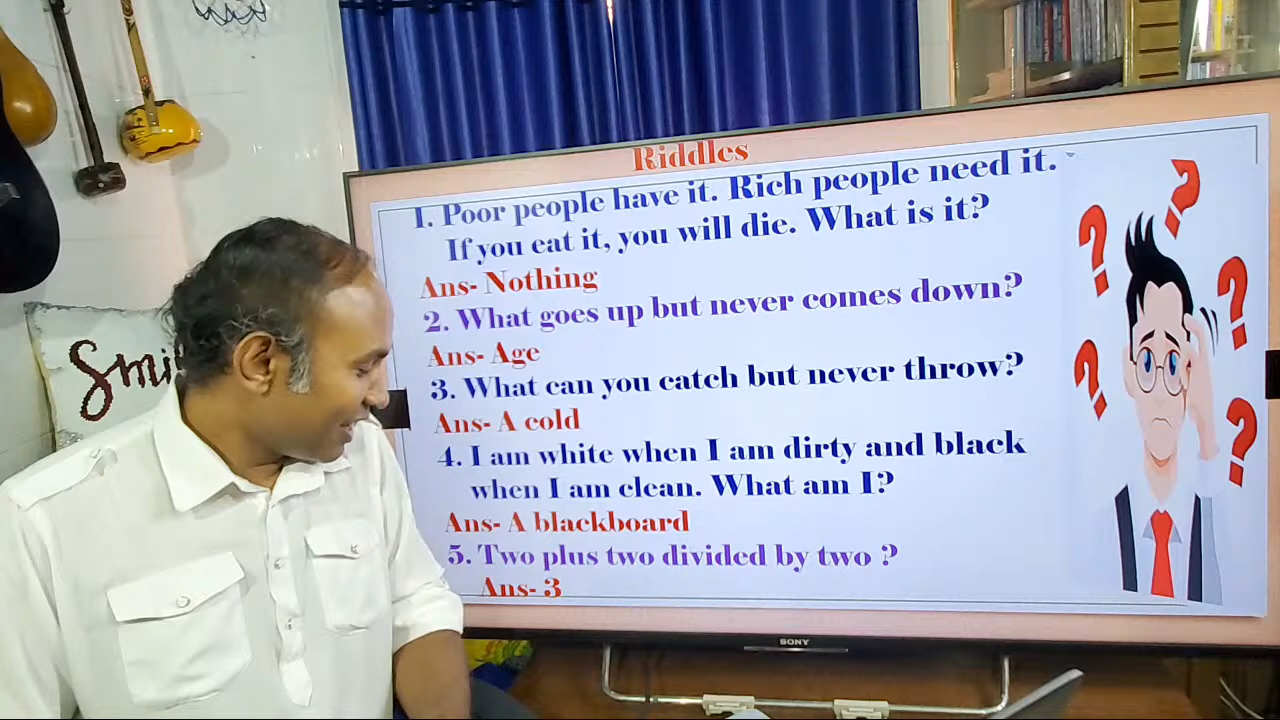 Riddles
1. Poor people have it. Rich people need it.
If you eat it, you will die. What is it?
Ans- Nothing
2. What goes up but never comes down?
Ans- Age
3. What can you catch but never throw?
Ans- A cold
4. I am white when I am dirty and black
when I am clean. What am I?
Ans- A blackboard
5. Two plus two divided by two ?
Ans- 3
SONY